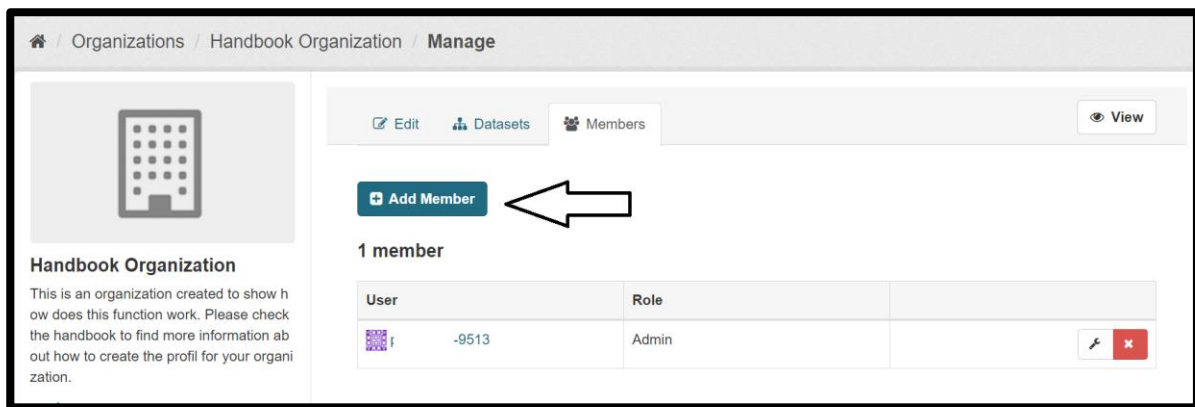 / Organizations / Handbook Organization / Manage
Edit Datasets Members View
Add Member
1 member
Handbook Organization
This is an organization created to show h
ow does this function work. Please check
the handbook to find more information ab
out how to create the profil for your organi
zation.
User Role
-9513 Admin